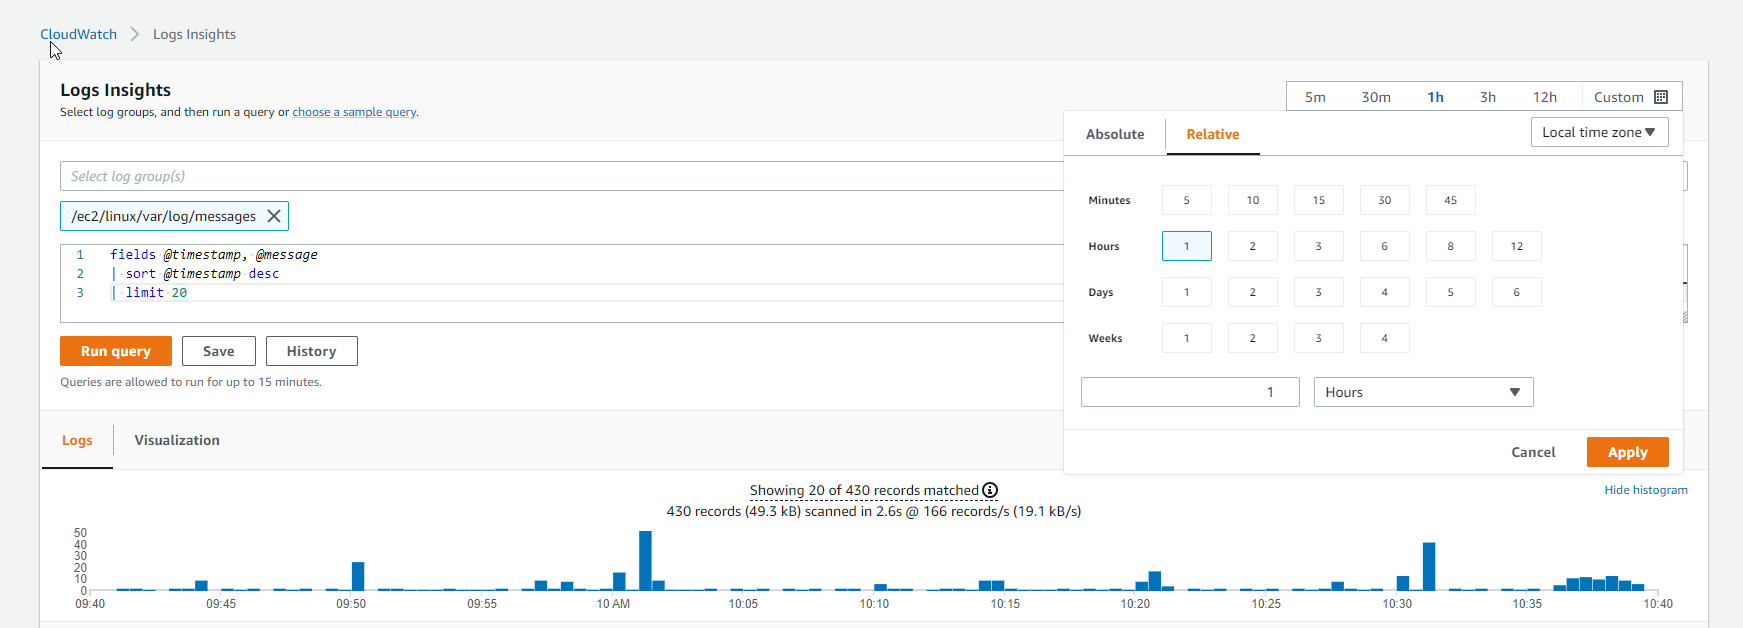 CloudWatch Logs Insights
Logs Insights
Select log groups, and then run a query or choose a sample query.
5m 30m 1h 3h 12h Custom
Absolute Relative Local time zone
Select log group(s)
/ec2/linux/var/log/messages
1 fields @timestamp, @message
2 | sort @timestamp desc
3 | limit 20
Run query Save History
Queries are allowed to run for up to 15 minutes.
Minutes 5 10 15 30 45
Hours 1 2 3 6 8 12
Days 1 2 3 4 5 6
Weeks 1 2 3 4
1 Hours
Cancel Apply
Logs Visualization
Showing 20 of 430 records matched
Hide histogram
430 records (49.3 kB) scanned in 2.6s @ 166 records/s (19.1 kB/s)
50
40
30
20
10
0
09:40 09:45 09:50 09:55 10 AM 10:05 10:10 10:15 10:20 10:25 10:30 10:35 10:40